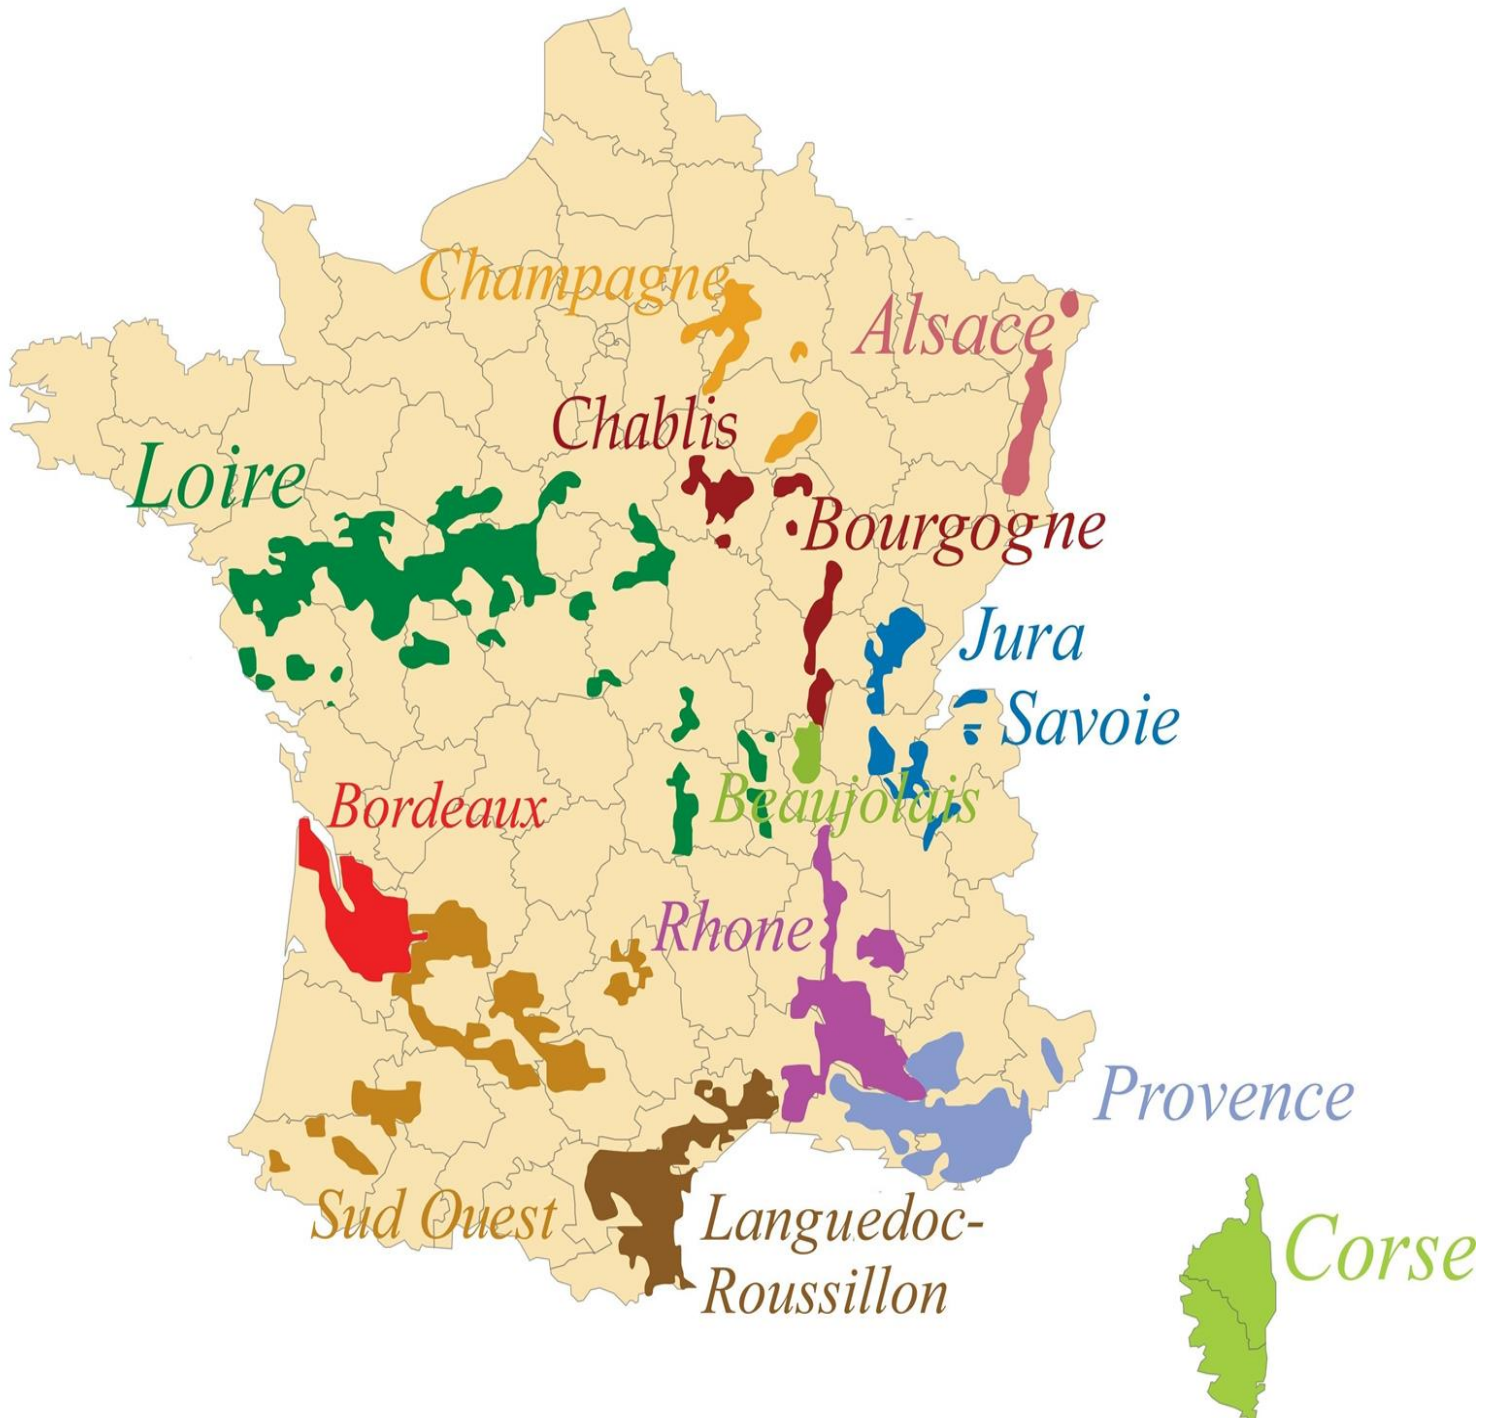 Champagne
Alsace
Chablis
Loire
Bourgogne
Jura
Savoie
Bordeaux
Beaujolais
Rhone
Provence
Sud Ouest
Languedoc-
Roussillon
Corse